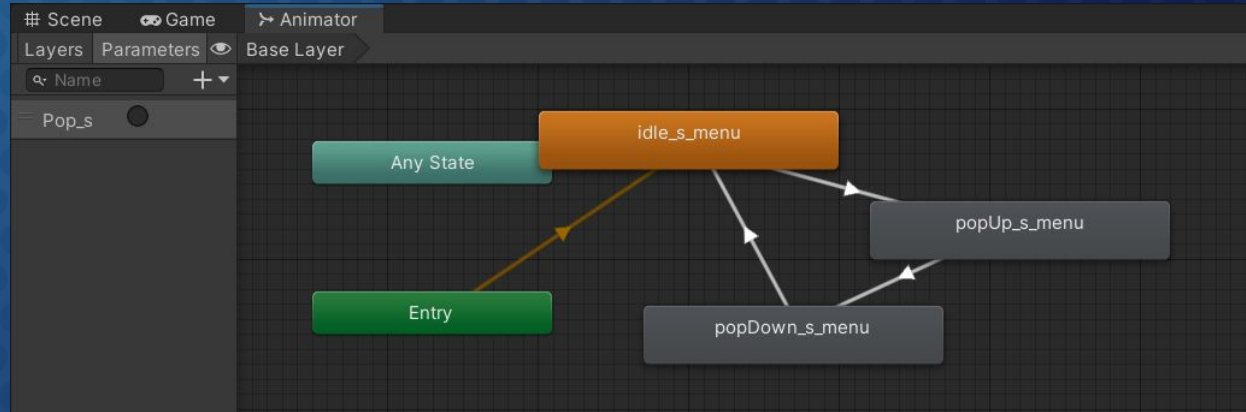 Scene Game Animator
Layers Parameters Base Layer
Name
Pop_s
idle_s_menu
Any State
popUp_s_menu
Entry
popDown_s_menu